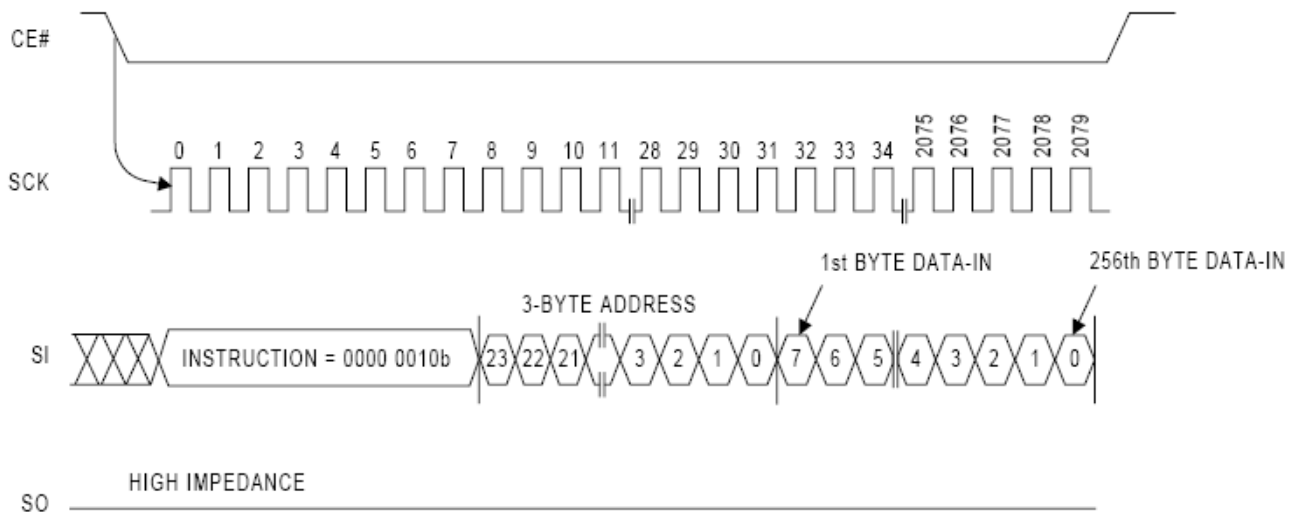 CE#
0 1 2 3 4 5 6 7 8 9 10 11 28 29 30 31 32 33 34 2075 2076 2077 2078 2079
SCK
1st BYTE DATA-IN 256th BYTE DATA-IN
3-BYTE ADDRESS
SI INSTRUCTION = 0000 0010b 23 22 21 3 2 1 0 7 6 5 4 3 2 1 0
HIGH IMPEDANCE
SO